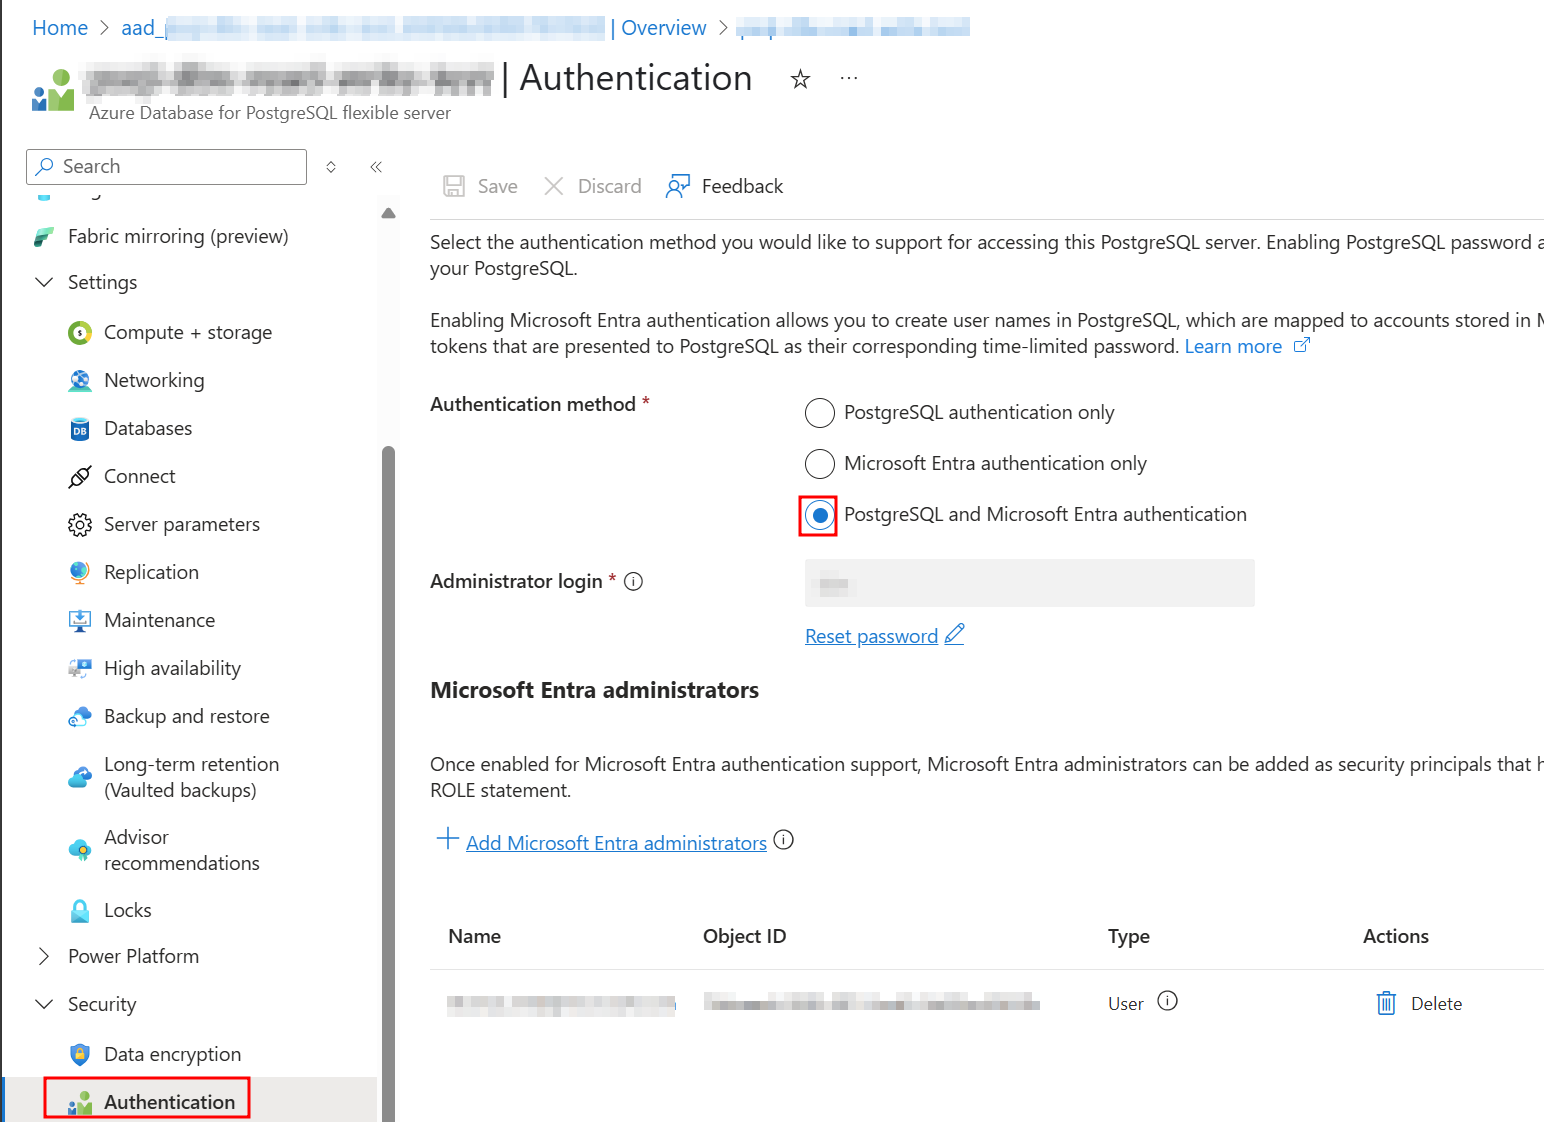 Home > aad_ | Overview >
| Authentication
Azure Database for PostgreSQL flexible server
Search
Save Discard Feedback
Fabric mirroring (preview)
Settings
Compute + storage
Networking
Databases
Connect
Server parameters
Replication
Maintenance
High availability
Backup and restore
Long-term retention
(Vaulted backups)
Advisor
recommendations
Locks
Power Platform
Security
Data encryption
Authentication
Select the authentication method you would like to support for accessing this PostgreSQL server. Enabling PostgreSQL password
your PostgreSQL.
Enabling Microsoft Entra authentication allows you to create user names in PostgreSQL, which are mapped to accounts stored in
tokens that are presented to PostgreSQL as their corresponding time-limited password. Learn more
Authentication method *
PostgreSQL authentication only
Microsoft Entra authentication only
PostgreSQL and Microsoft Entra authentication
Administrator login *
Reset password
Microsoft Entra administrators
Once enabled for Microsoft Entra authentication support, Microsoft Entra administrators can be added as security principals that
ROLE statement.
+ Add Microsoft Entra administrators
Name Object ID Type Actions
User Delete